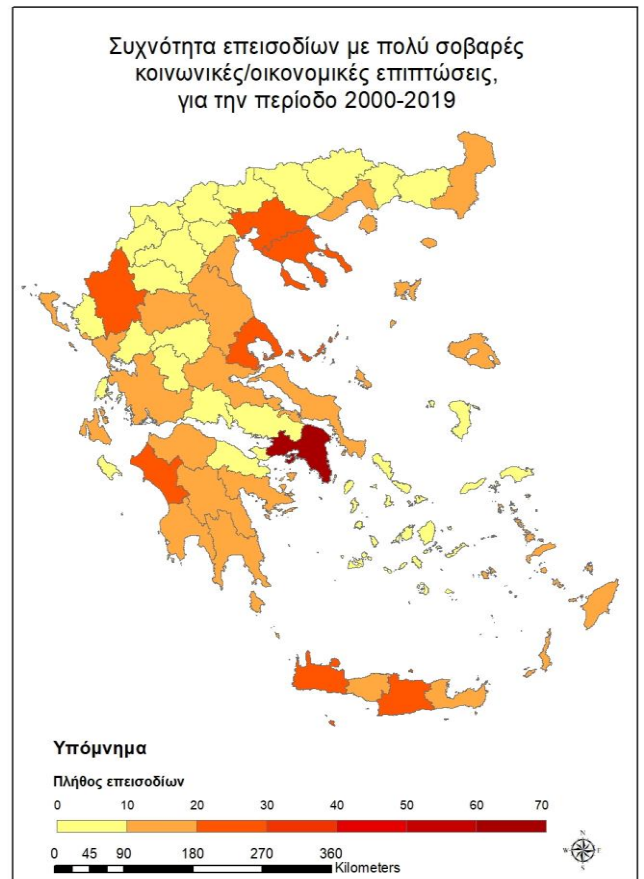 Συχνότητα επεισοδίων με πολύ σοβαρές
κοινωνικές/οικονομικές επιπτώσεις,
για την περίοδο 2000-2019
Υπόμνημα
Πλήθος επεισοδίων
0 10 20 30 40 50 60 70
0 45 90 180 270 360
Kilometers
N
W E
S